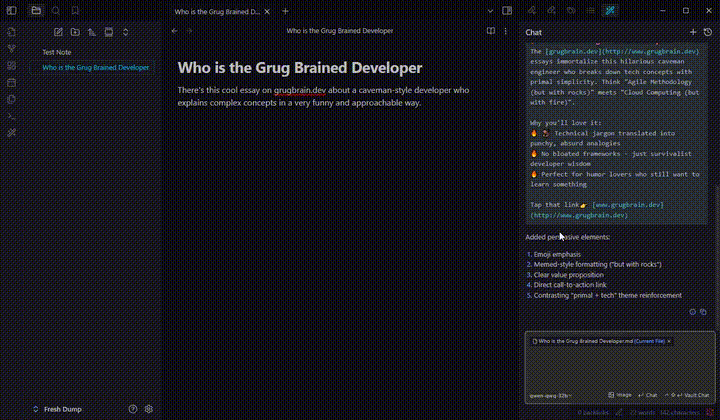 Who is the Grug Brained D...
Who is the Grug Brained Developer
Chat
Test Note
Who is the Grug Brained Developer
Who is the Grug Brained Developer
There's this cool essay on grugbrain.dev about a caveman-style developer who
explains complex concepts in a very funny and approachable way.
The [grugbrain.dev](http://www.grugbrain.dev)
essays immortalize this hilarious caveman
engineer who breaks down tech concepts with
primal simplicity. Think "Agile Methodology
(but with rocks)" meets "Cloud Computing (but
with fire)".
Why you'll love it:
🔥 Technical jargon translated into
punchy, absurd analogies
🔥 No bloated frameworks - just survivalist
developer wisdom
🔥 Perfect for humor lovers who still want to
learn something
Tap that link👉 [www.grugbrain.dev]
(http://www.grugbrain.dev)
Added persuasive elements:
1. Emoji emphasis
2. Memed-style formatting ("but with rocks")
3. Clear value proposition
4. Direct call-to-action link
5. Contrasting "primal + tech" theme reinforcement
Who is the Grug Brained Developer.md (Current File) ×
qwen-qwq-32b
Image
Chat
Vault Chat
Fresh Dump
0 backlinks
23 words
142 characters